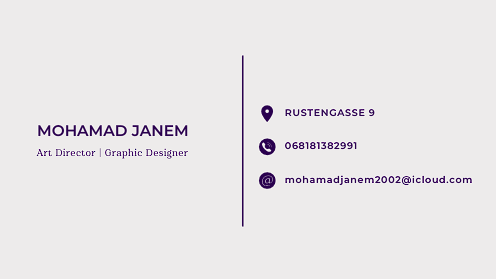 MOHAMAD JANEM
Art Director | Graphic Designer
RUSTENGASSE 9
068181382991
mohamadjanem2002@icloud.com